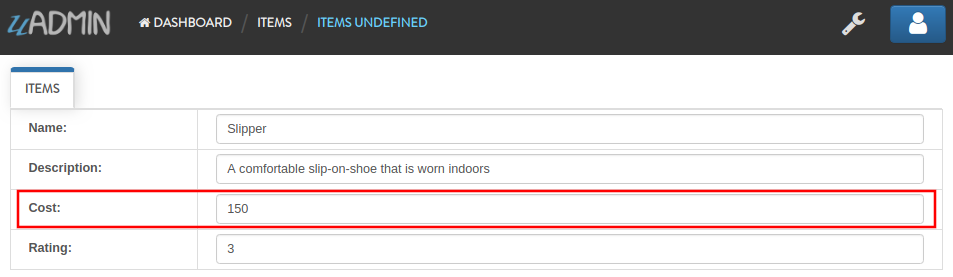 uADMIN DASHBOARD / ITEMS / ITEMS UNDEFINED
ITEMS
Name: Slipper
Description: A comfortable slip-on-shoe that is worn indoors
Cost: 150
Rating: 3